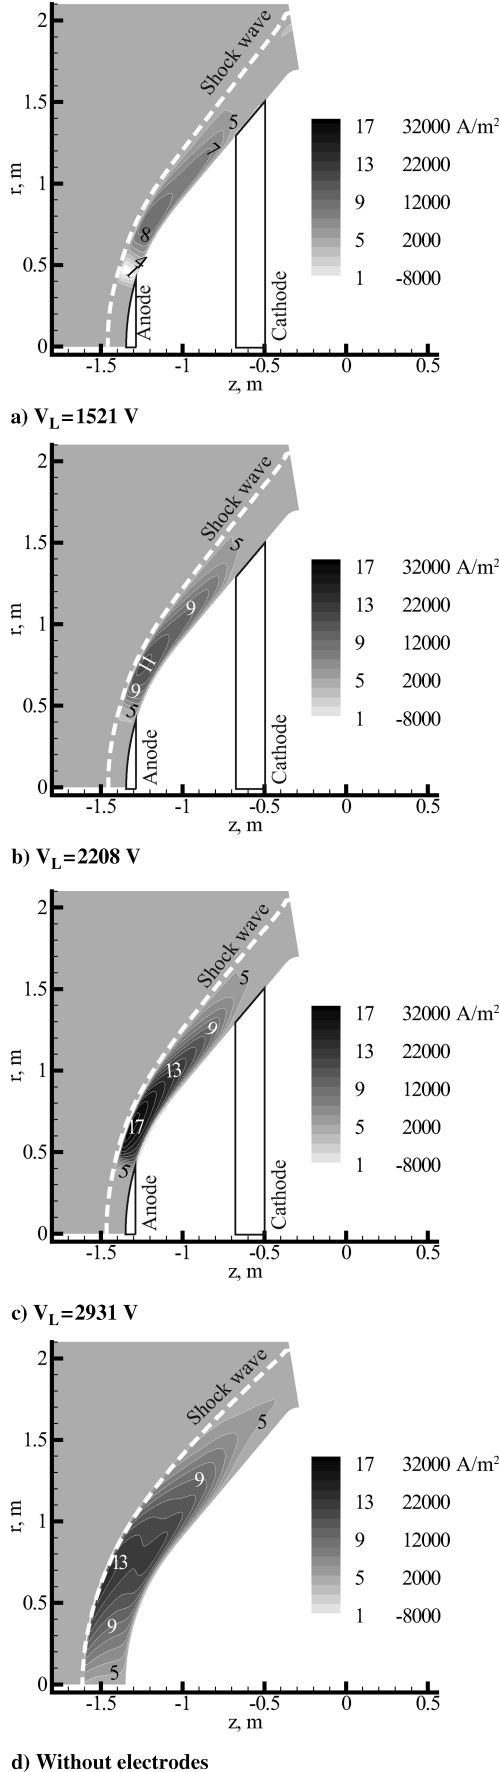 2
Shock wave
1.5
5
17 32000 A/m²
7
13 22000
r, m
1
9 12000
8
5 2000
0.5
4
1
1 -8000
Anode
Cathode
0
-1.5 -1 -0.5 0 0.5
z, m
a) V_L=1521 V
2
Shock wave
1.5
5
17 32000 A/m²
9
13 22000
r, m
1
9 12000
11
9
5 2000
0.5
5
1 -8000
Anode
Cathode
0
-1.5 -1 -0.5 0 0.5
z, m
b) V_L=2208 V
2
Shock wave
5
1.5
17 32000 A/m²
9
13 22000
r, m
1
13
9 12000
17
5 2000
0.5
5
1 -8000
Anode
Cathode
0
-1.5 -1 -0.5 0 0.5
z, m
c) V_L=2931 V
2
Shock wave
5
1.5
17 32000 A/m²
9
13 22000
r, m
1
9 12000
13
5 2000
0.5
9
1 -8000
5
0
-1.5 -1 -0.5 0 0.5
z, m
d) Without electrodes